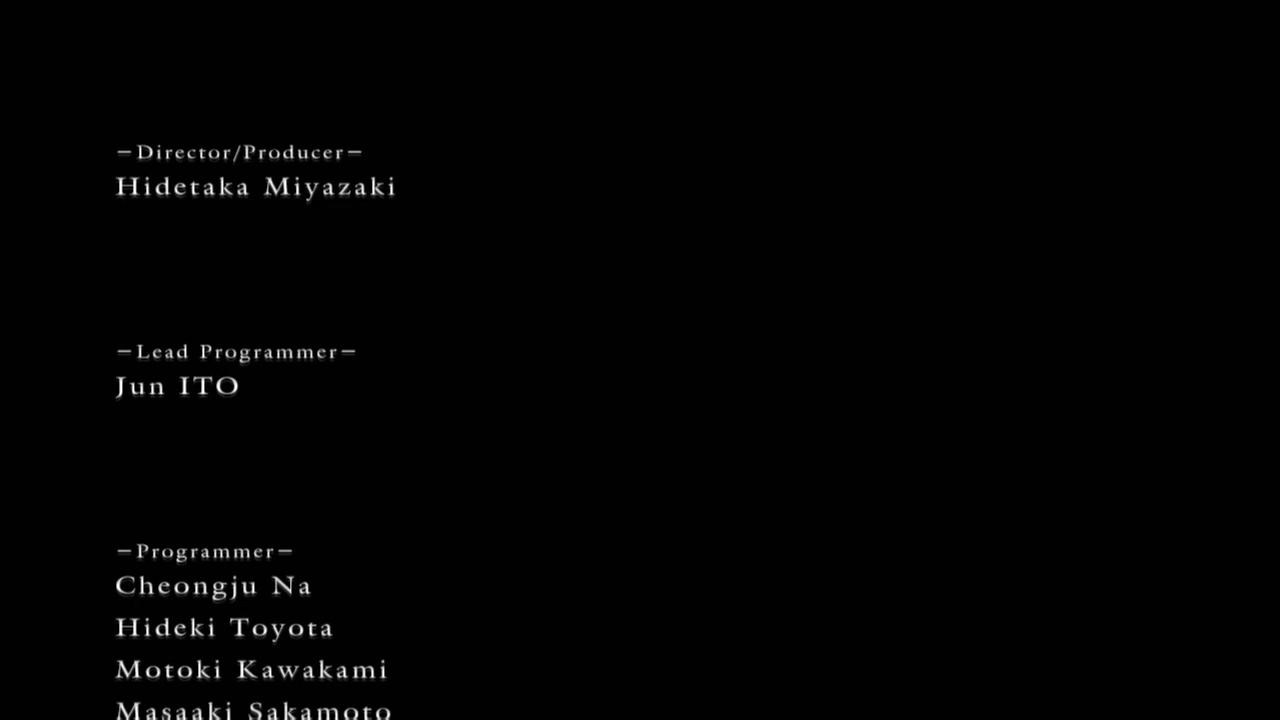 —Director/Producer—
Hidetaka Miyazaki
—Lead Programmer—
Jun ITO
—Programmer—
Cheongju Na
Hideki Toyota
Motoki Kawakami
Masaaki Sakamoto